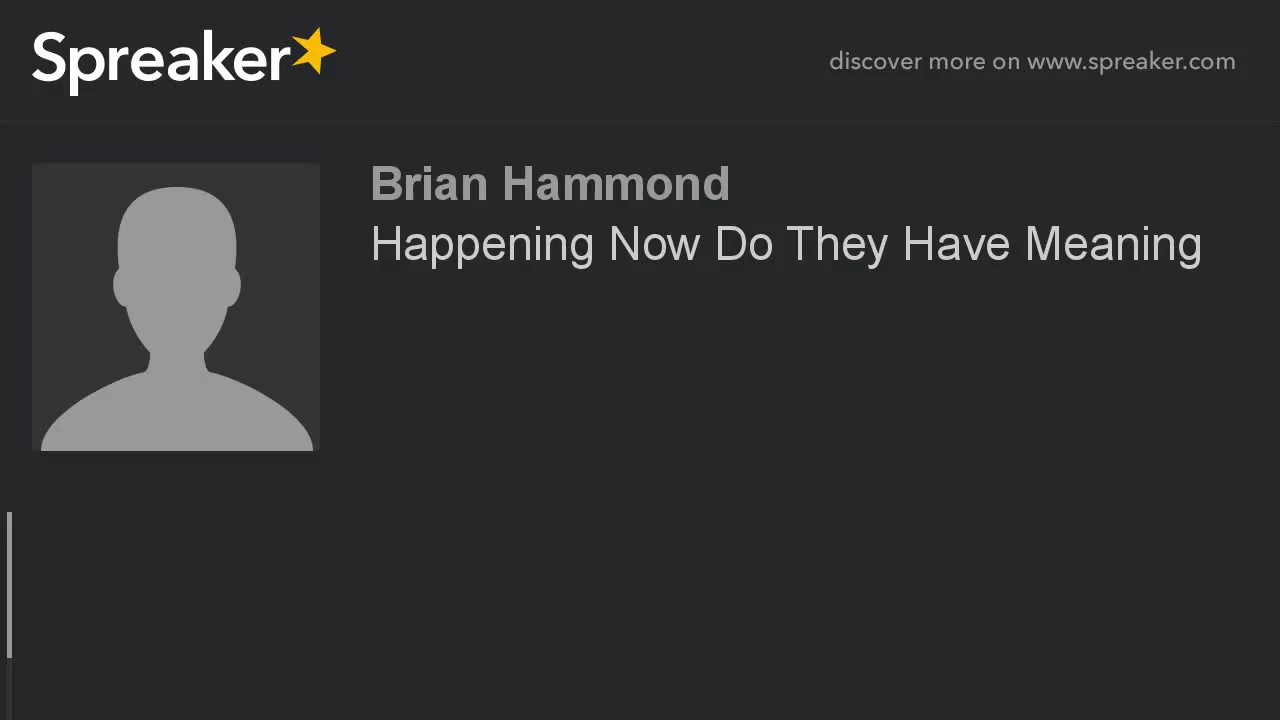 Spreaker
discover more on www.spreaker.com
Brian Hammond
Happening Now Do They Have Meaning